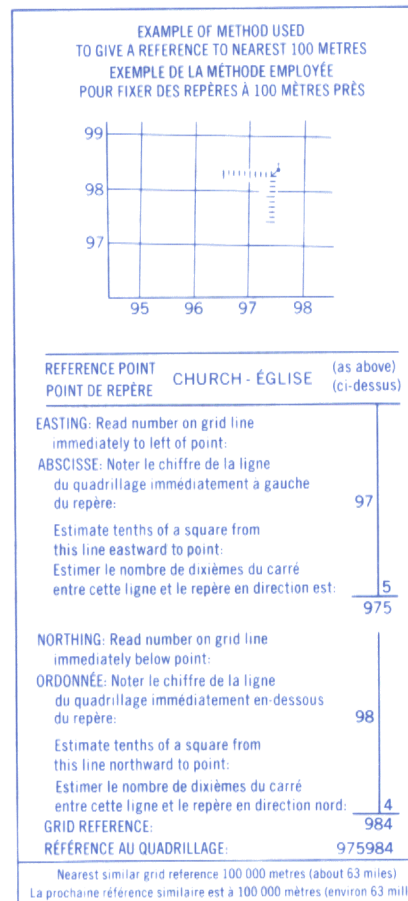 EXAMPLE OF METHOD USED
TO GIVE A REFERENCE TO NEAREST 100 METRES
EXEMPLE DE LA MÉTHODE EMPLOYÉE
POUR FIXER DES REPÈRES À 100 MÈTRES PRÈS
99
98
97
95 96 97 98
REFERENCE POINT
POINT DE REPÈRE
CHURCH - ÉGLISE
(as above)
(ci-dessus)
EASTING: Read number on grid line
immediately to left of point:
ABSCISSE: Noter le chiffre de la ligne
du quadrillage immédiatement à gauche
du repère: 97
Estimate tenths of a square from
this line eastward to point:
Estimer le nombre de dixièmes du carré
entre cette ligne et le repère en direction est: 5
975
NORTHING: Read number on grid line
immediately below point:
ORDONNÉE: Noter le chiffre de la ligne
du quadrillage immédiatement en-dessous
du repère: 98
Estimate tenths of a square from
this line northward to point:
Estimer le nombre de dixièmes du carré
entre cette ligne et le repère en direction nord: 4
GRID REFERENCE: 984
RÉFÉRENCE AU QUADRILLAGE: 975984
Nearest similar grid reference 100 000 metres (about 63 miles)
La prochaine référence similaire est à 100 000 mètres (environ 63 mill